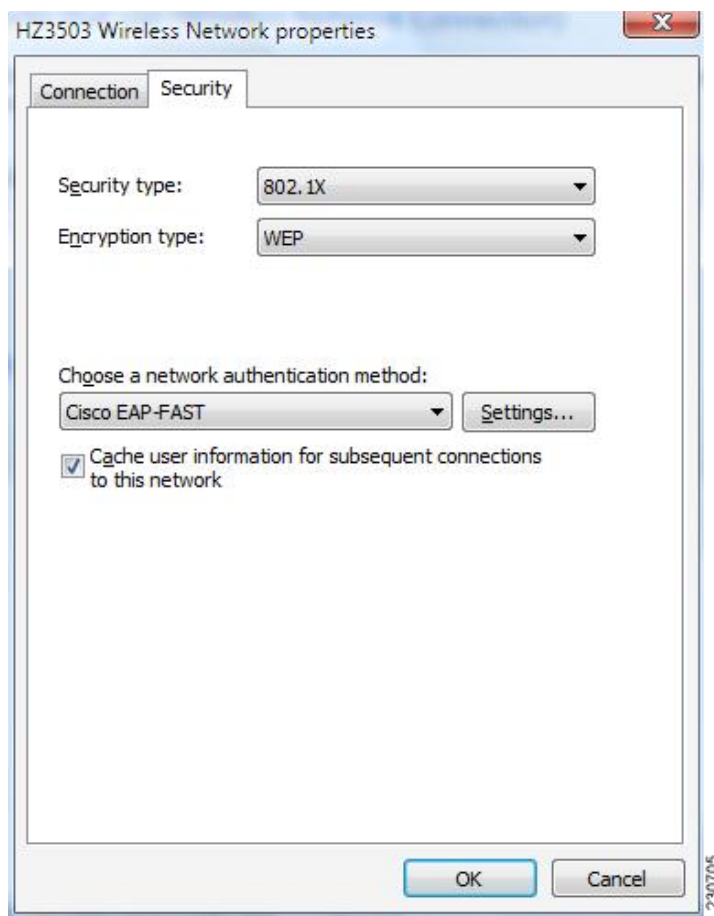 HZ3503 Wireless Network properties
Connection
Security
Security type:
802.1X
Encryption type:
WEP
Choose a network authentication method:
Cisco EAP-FAST
Settings...
Cache user information for subsequent connections
to this network
OK
Cancel
230705